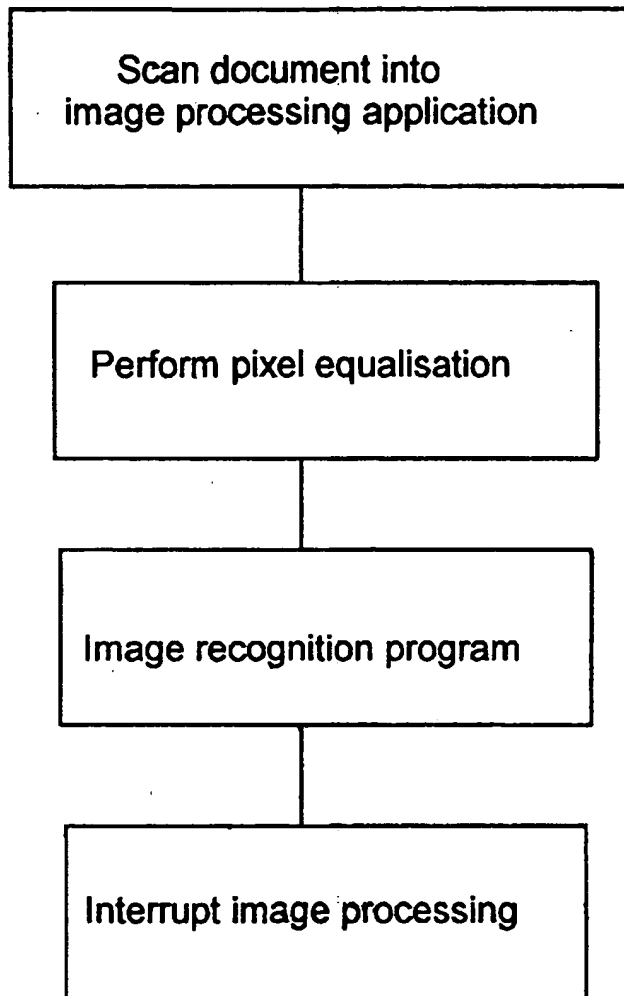 Scan document into
image processing application
Perform pixel equalisation
Image recognition program
Interrupt image processing